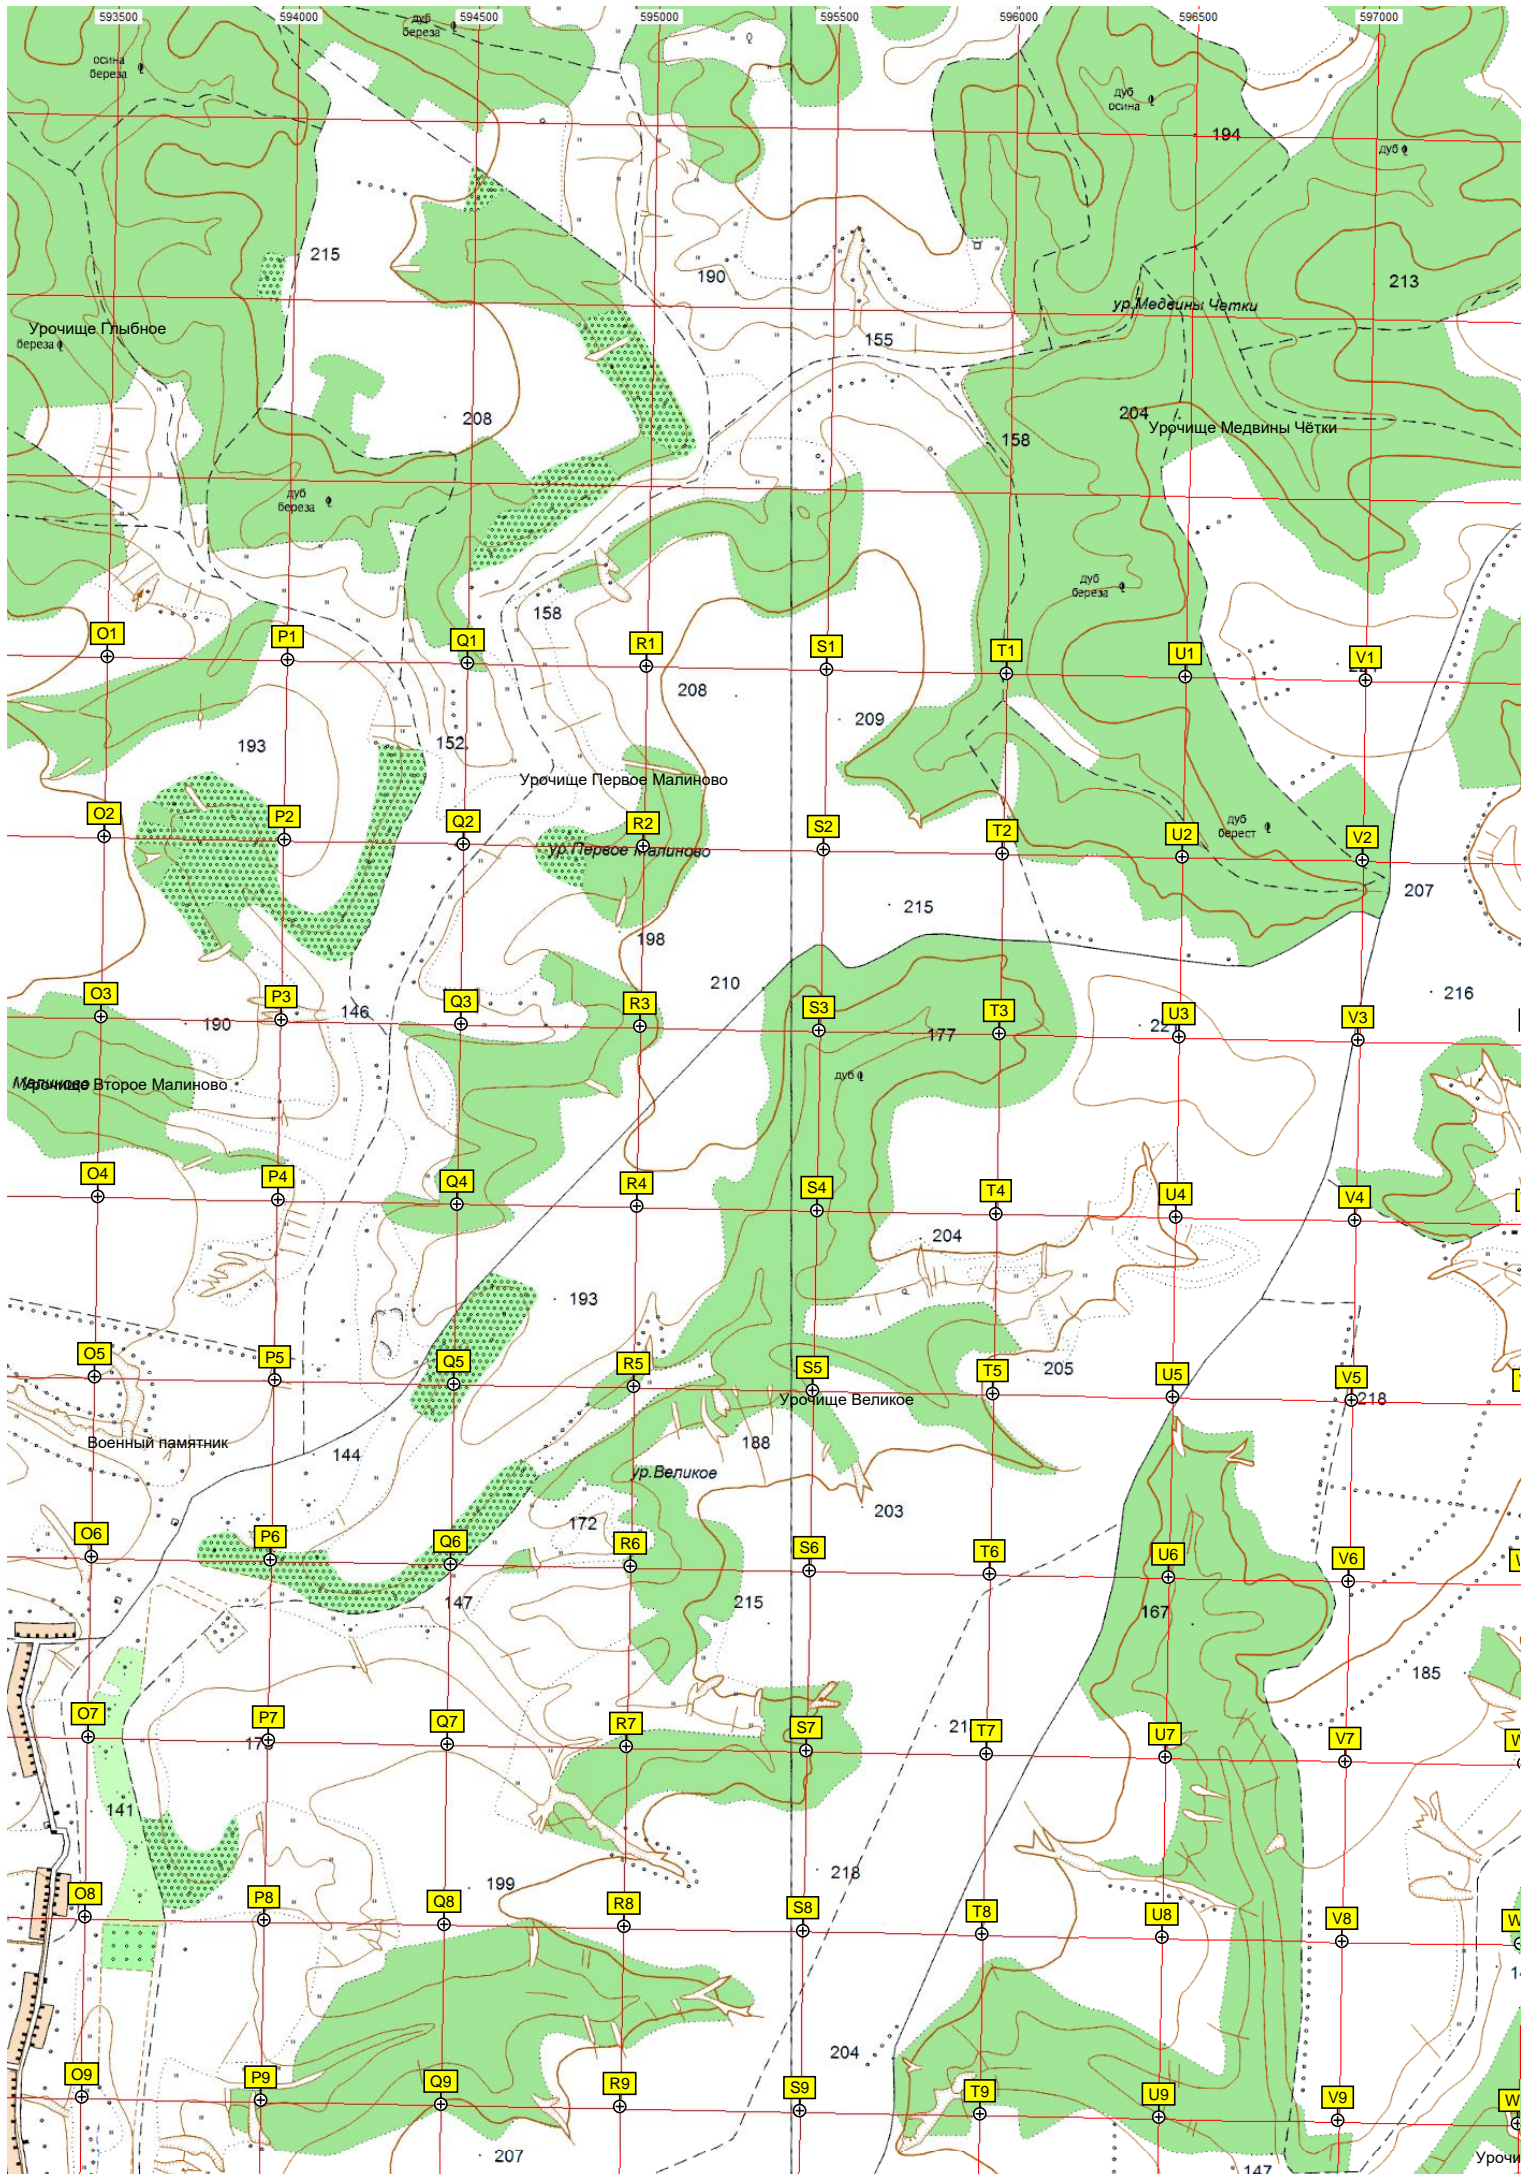 593500 594000 594500 595000 595500 596000 596500 597000
дуб
береза
осина
береза
дуб
осина
194
дуб
215
190
213
ур.Медвины Четки
Урочище Глыбное
береза
155
208
204
Урочище Медвины Чётки
158
дуб
береза
дуб
береза
158
O1 P1 Q1 R1 S1 T1 U1 V1
208
209
193
152
Урочище Первое Малиново
O2 P2 Q2 R2 S2 T2 U2 V2
дуб
берест
ур.Первое Малиново
207
215
198
210
216
O3 P3 Q3 R3 S3 T3 U3 V3
190
146
177
22
дуб
Урочище Второе Малиново
O4 P4 Q4 R4 S4 T4 U4 V4
204
193
O5 P5 Q5 R5 S5 T5 U5 V5
205
218
Урочище Великое
Военный памятник
188
144
ур.Великое
203
172
O6 P6 Q6 R6 S6 T6 U6 V6
147
215
167
185
O7 P7 Q7 R7 S7 T7 U7 V7 W
21
141
218
199
O8 P8 Q8 R8 S8 T8 U8 V8 W
204
O9 P9 Q9 R9 S9 T9 U9 V9 W
207
147
Урочи